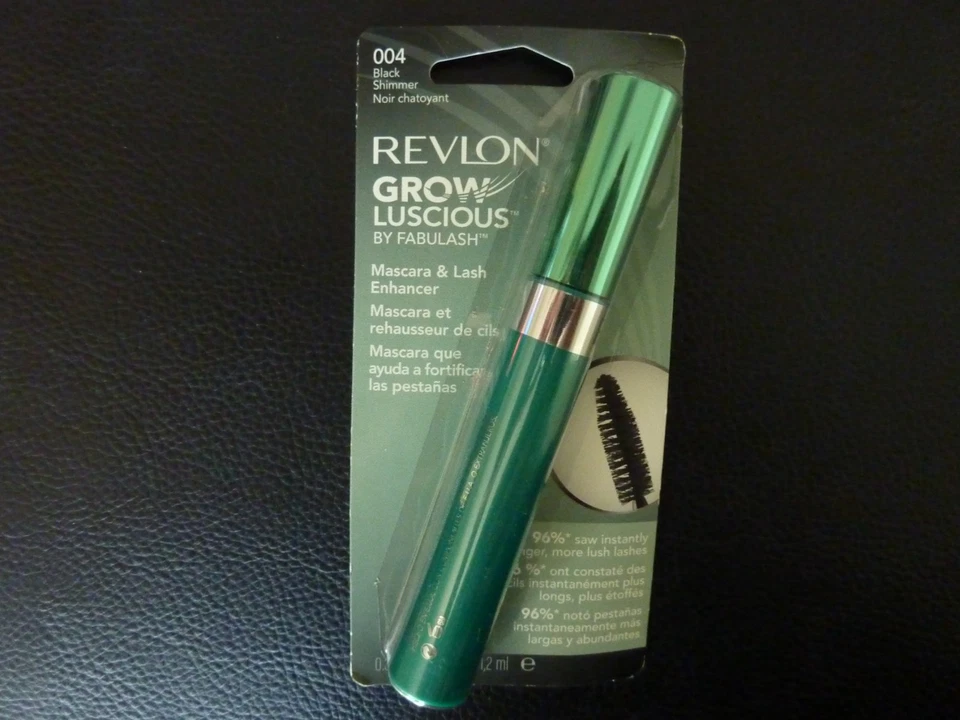 004
Black
Shimmer
Noir chatoyant
REVLON®
GROW
LUSCIOUS™
BY FABULASH™
Mascara & Lash
Enhancer
Mascara et
rehausseur de cils
Mascara que
ayuda a fortificar
las pestañas
96%* saw instantly
more lush lashes
%* ont constaté des
cils instantanément plus
longs, plus étoffés
96%* notó pestañas
instantaneamente más
largas y abundantes
ml ℮